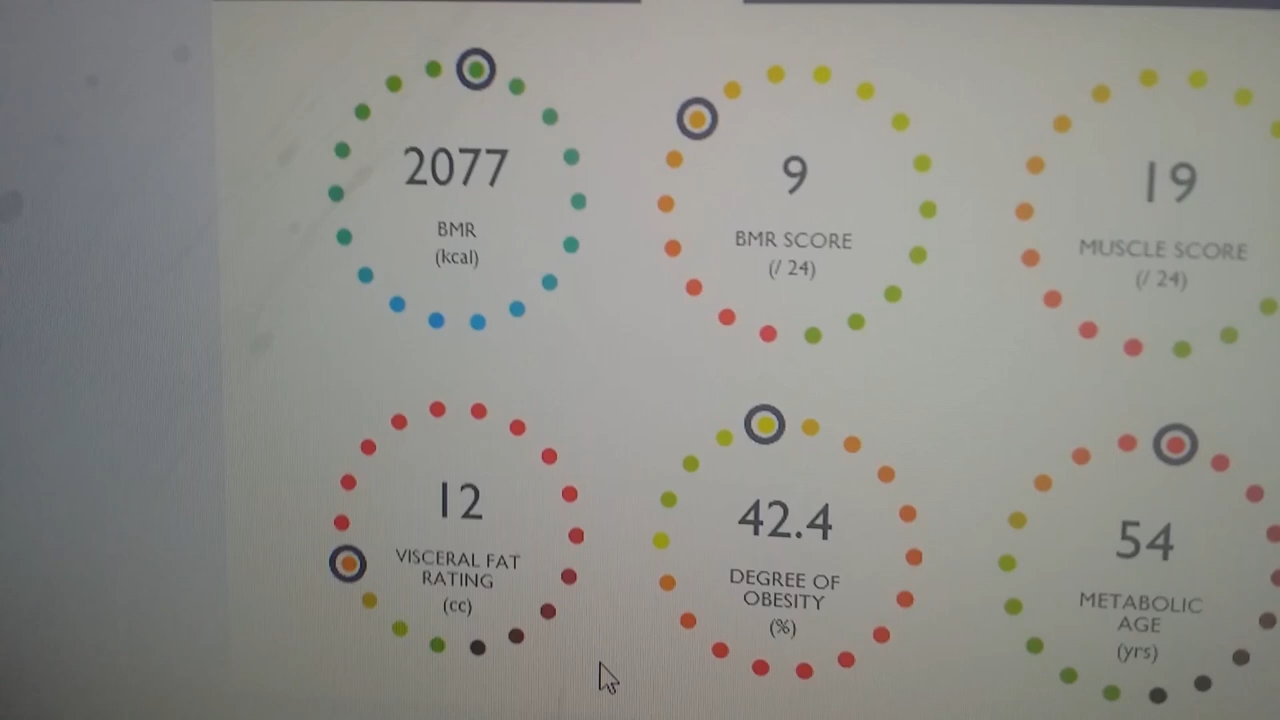 2077
BMR
(kcal)
9
BMR SCORE
(/ 24)
19
MUSCLE SCORE
(/ 24)
12
VISCERAL FAT
RATING
(cc)
42.4
DEGREE OF
OBESITY
(%)
54
METABOLIC
AGE
(yrs)